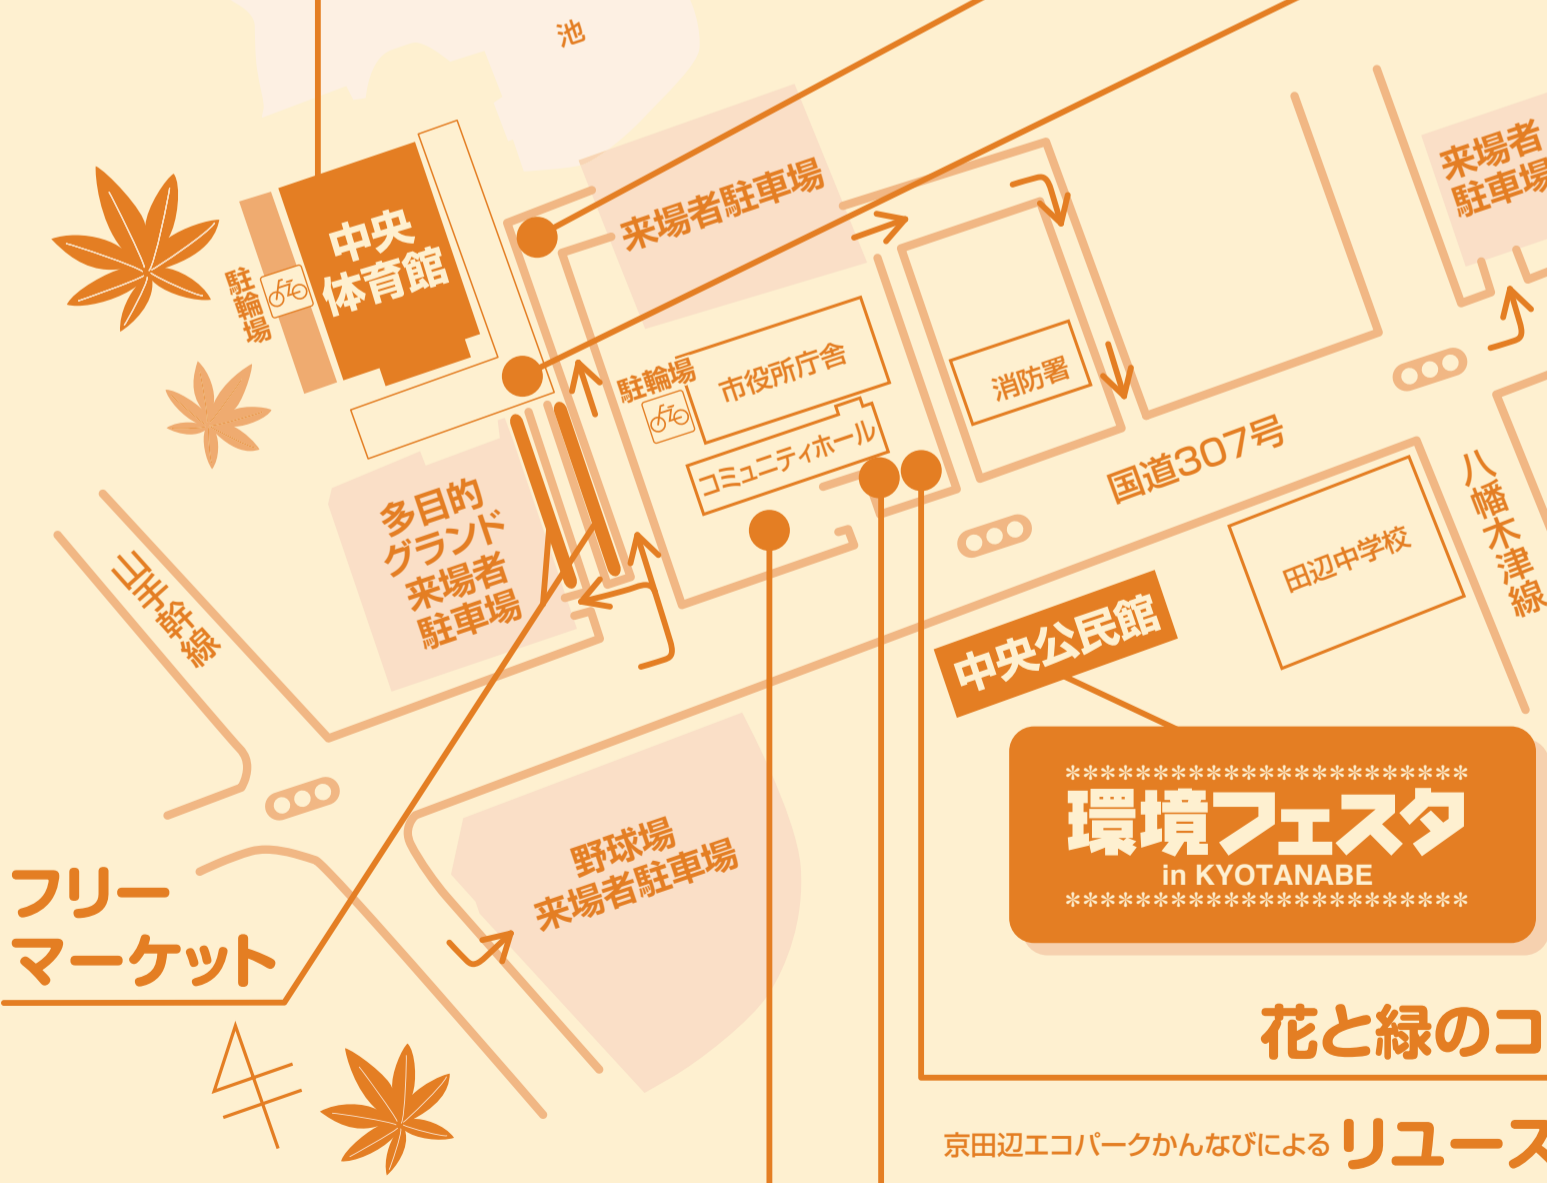 池
来場者駐車場
来場者
駐車場
中央
体育館
駐輪場
駐輪場
市役所庁舎
コミュニティホール
消防署
国道307号
八幡木津線
多目的
グランド
来場者
駐車場
山手幹線
田辺中学校
中央公民館
************************
環境フェスタ
in KYOTANABE
************************
野球場
来場者駐車場
フリー
マーケット
花と緑のコ
京田辺エコパークかんなびによる リユース